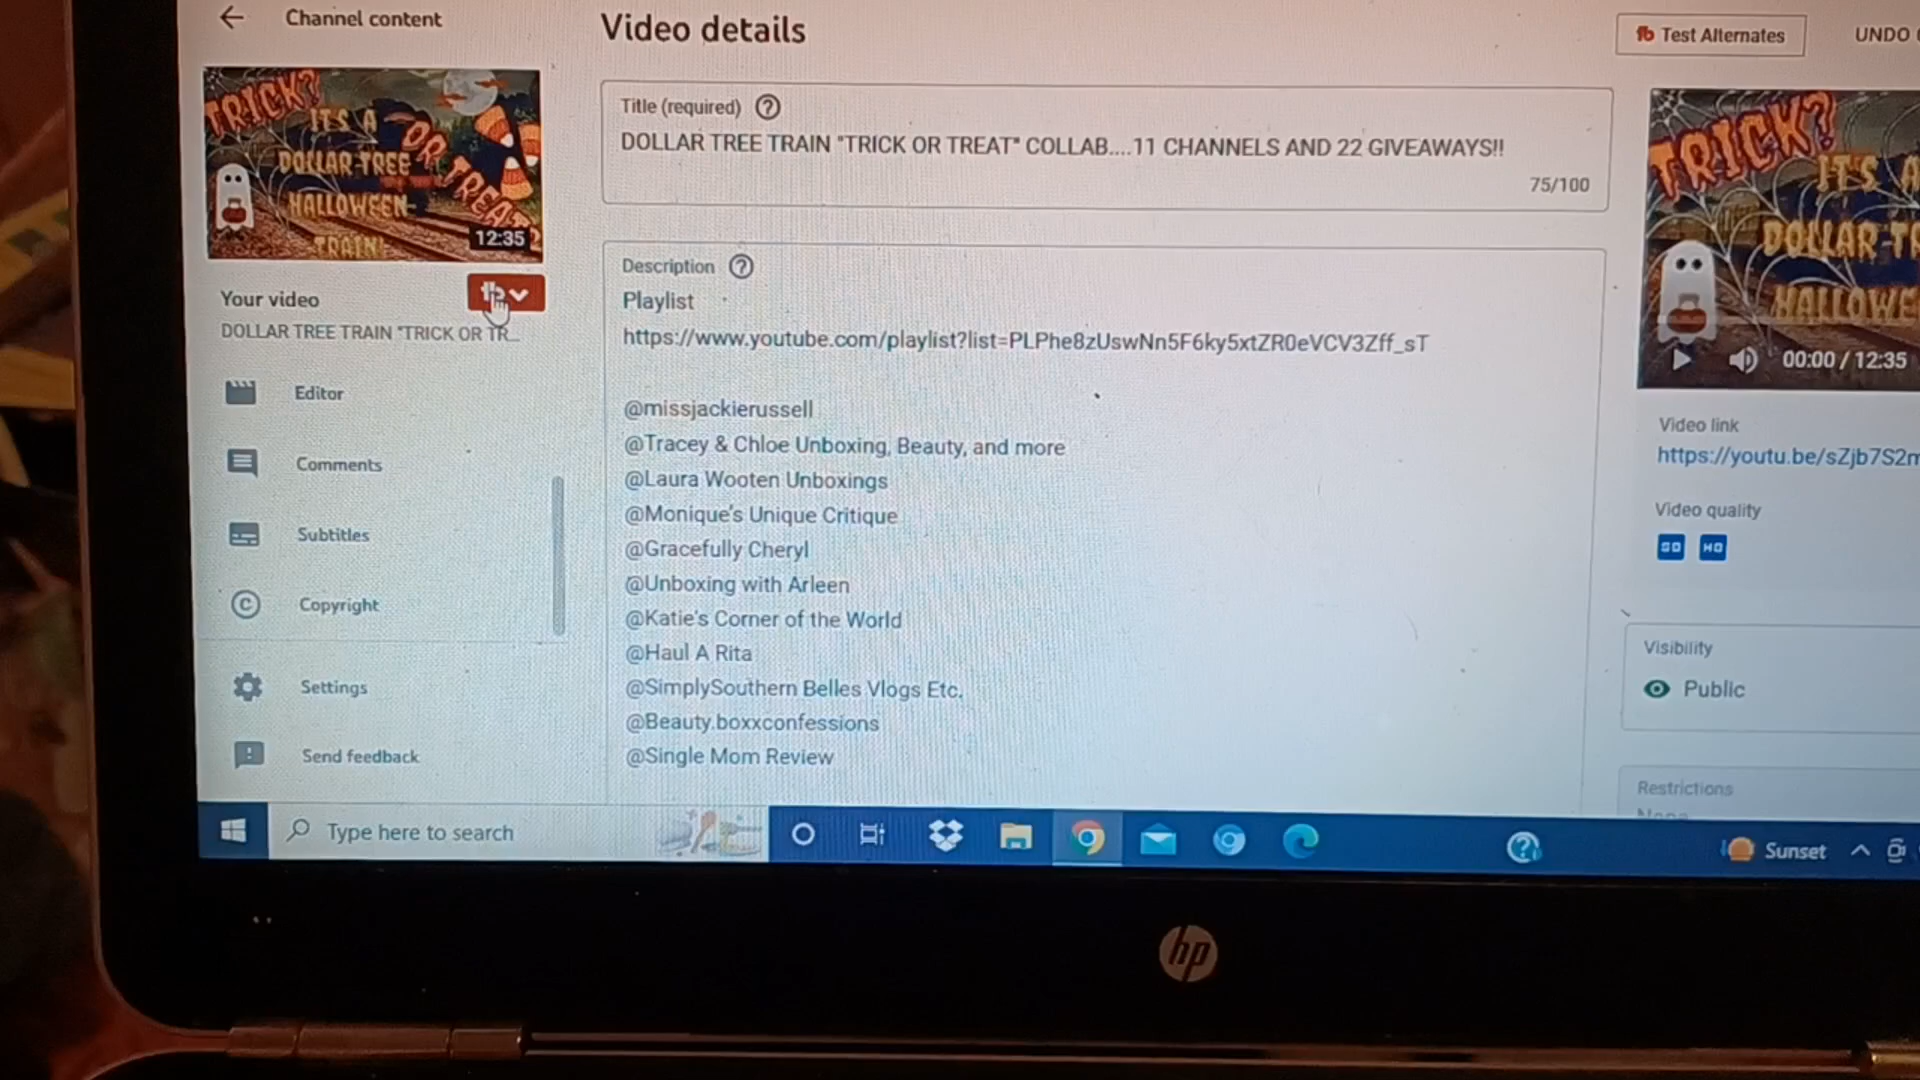 Channel content
Video details
Test Alternates
UNDO
TRICK?
IT'S A
OR TREAT
DOLLAR TREE
HALLOWEEN
TRAIN!
12:35
Title (required)
DOLLAR TREE TRAIN "TRICK OR TREAT" COLLAB....11 CHANNELS AND 22 GIVEAWAYS!!
75/100
TRICK?
IT'S A
DOLLAR TR
HALLOWE
00:00 / 12:35
Your video
DOLLAR TREE TRAIN "TRICK OR TR...
Description
Playlist
https://www.youtube.com/playlist?list=PLPhe8zUswNn5F6ky5xtZR0eVCV3Zff_sT
@missjackierussell
@Tracey & Chloe Unboxing, Beauty, and more
@Laura Wooten Unboxings
@Monique's Unique Critique
@Gracefully Cheryl
@Unboxing with Arleen
@Katie's Corner of the World
@Haul A Rita
@SimplySouthern Belles Vlogs Etc.
@Beauty.boxxconfessions
@Single Mom Review
Editor
Comments
Subtitles
Copyright
Settings
Send feedback
Video link
https://youtu.be/sZjb7S2m
Video quality
SD HD
Visibility
Public
Restrictions
Type here to search
Sunset
hp